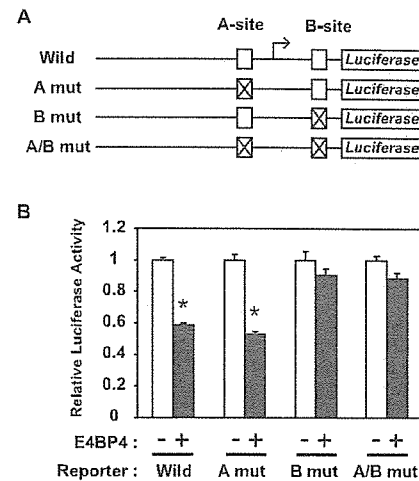 A
A-site B-site
Wild Luciferase
A mut Luciferase
B mut Luciferase
A/B mut Luciferase
B
Relative Luciferase Activity
1.2
1
0.8
0.6
0.4
0.2
0
* *
E4BP4 : - + - + - + - +
Reporter : Wild A mut B mut A/B mut